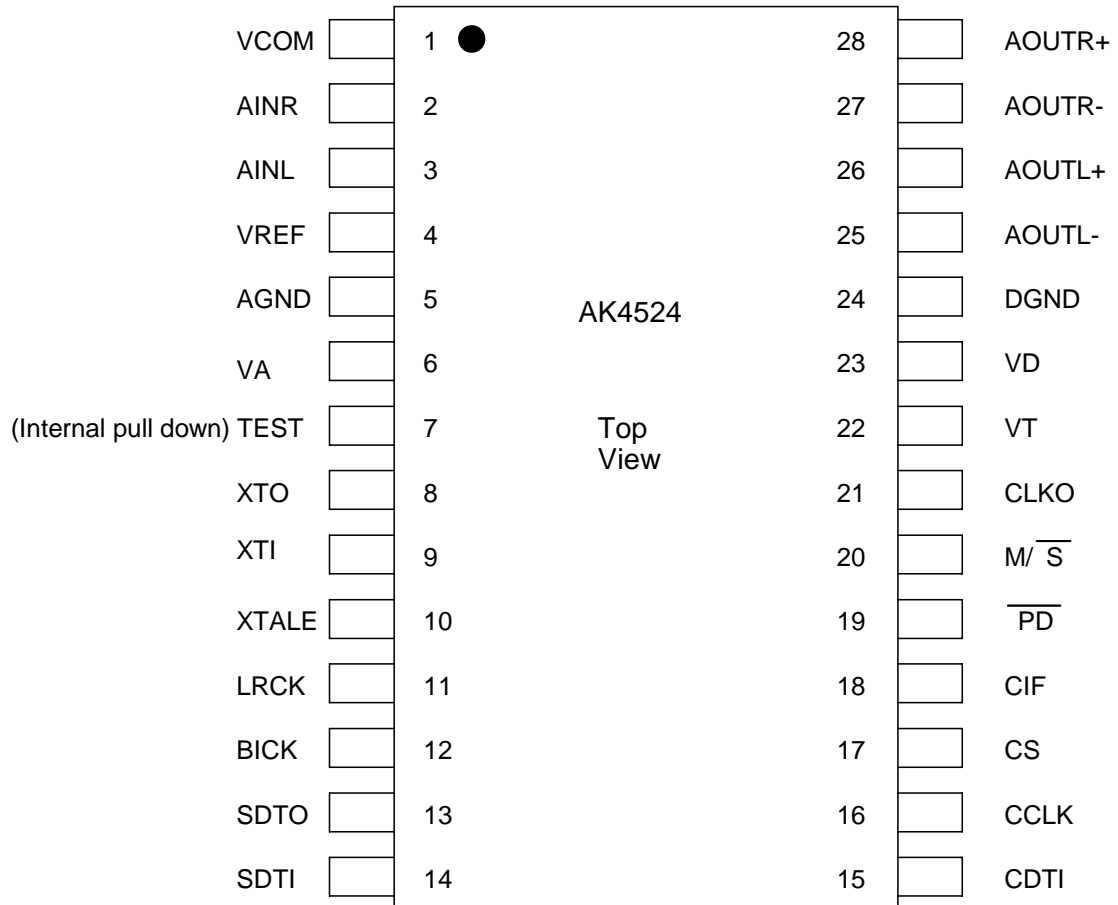 VCOM 1 28 AOUTR+
AINR 2 27 AOUTR-
AINL 3 26 AOUTL+
VREF 4 25 AOUTL-
AGND 5 24 DGND
AK4524
VA 6 23 VD
(Internal pull down) TEST 7 22 VT
Top
View
XTO 8 21 CLKO
XTI 9 20 M/ S̅
XTALE 10 19 P̅D̅
LRCK 11 18 CIF
BICK 12 17 CS
SDTO 13 16 CCLK
SDTI 14 15 CDTI